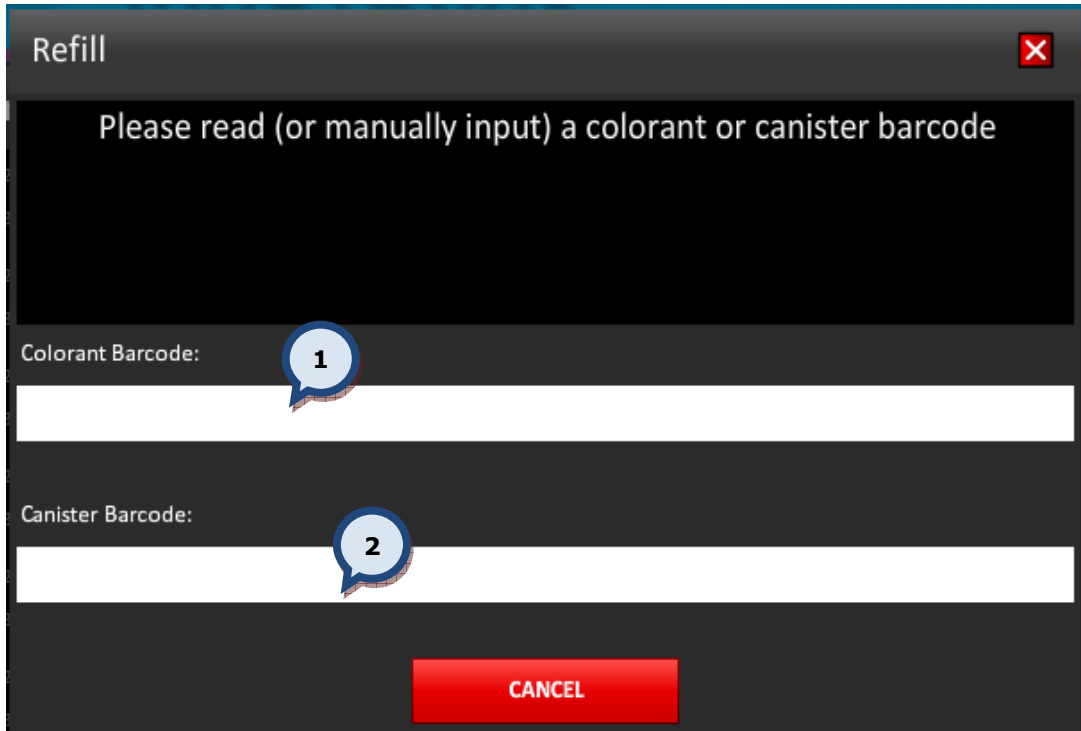 Refill
Please read (or manually input) a colorant or canister barcode
Colorant Barcode:
1
Canister Barcode:
2
CANCEL